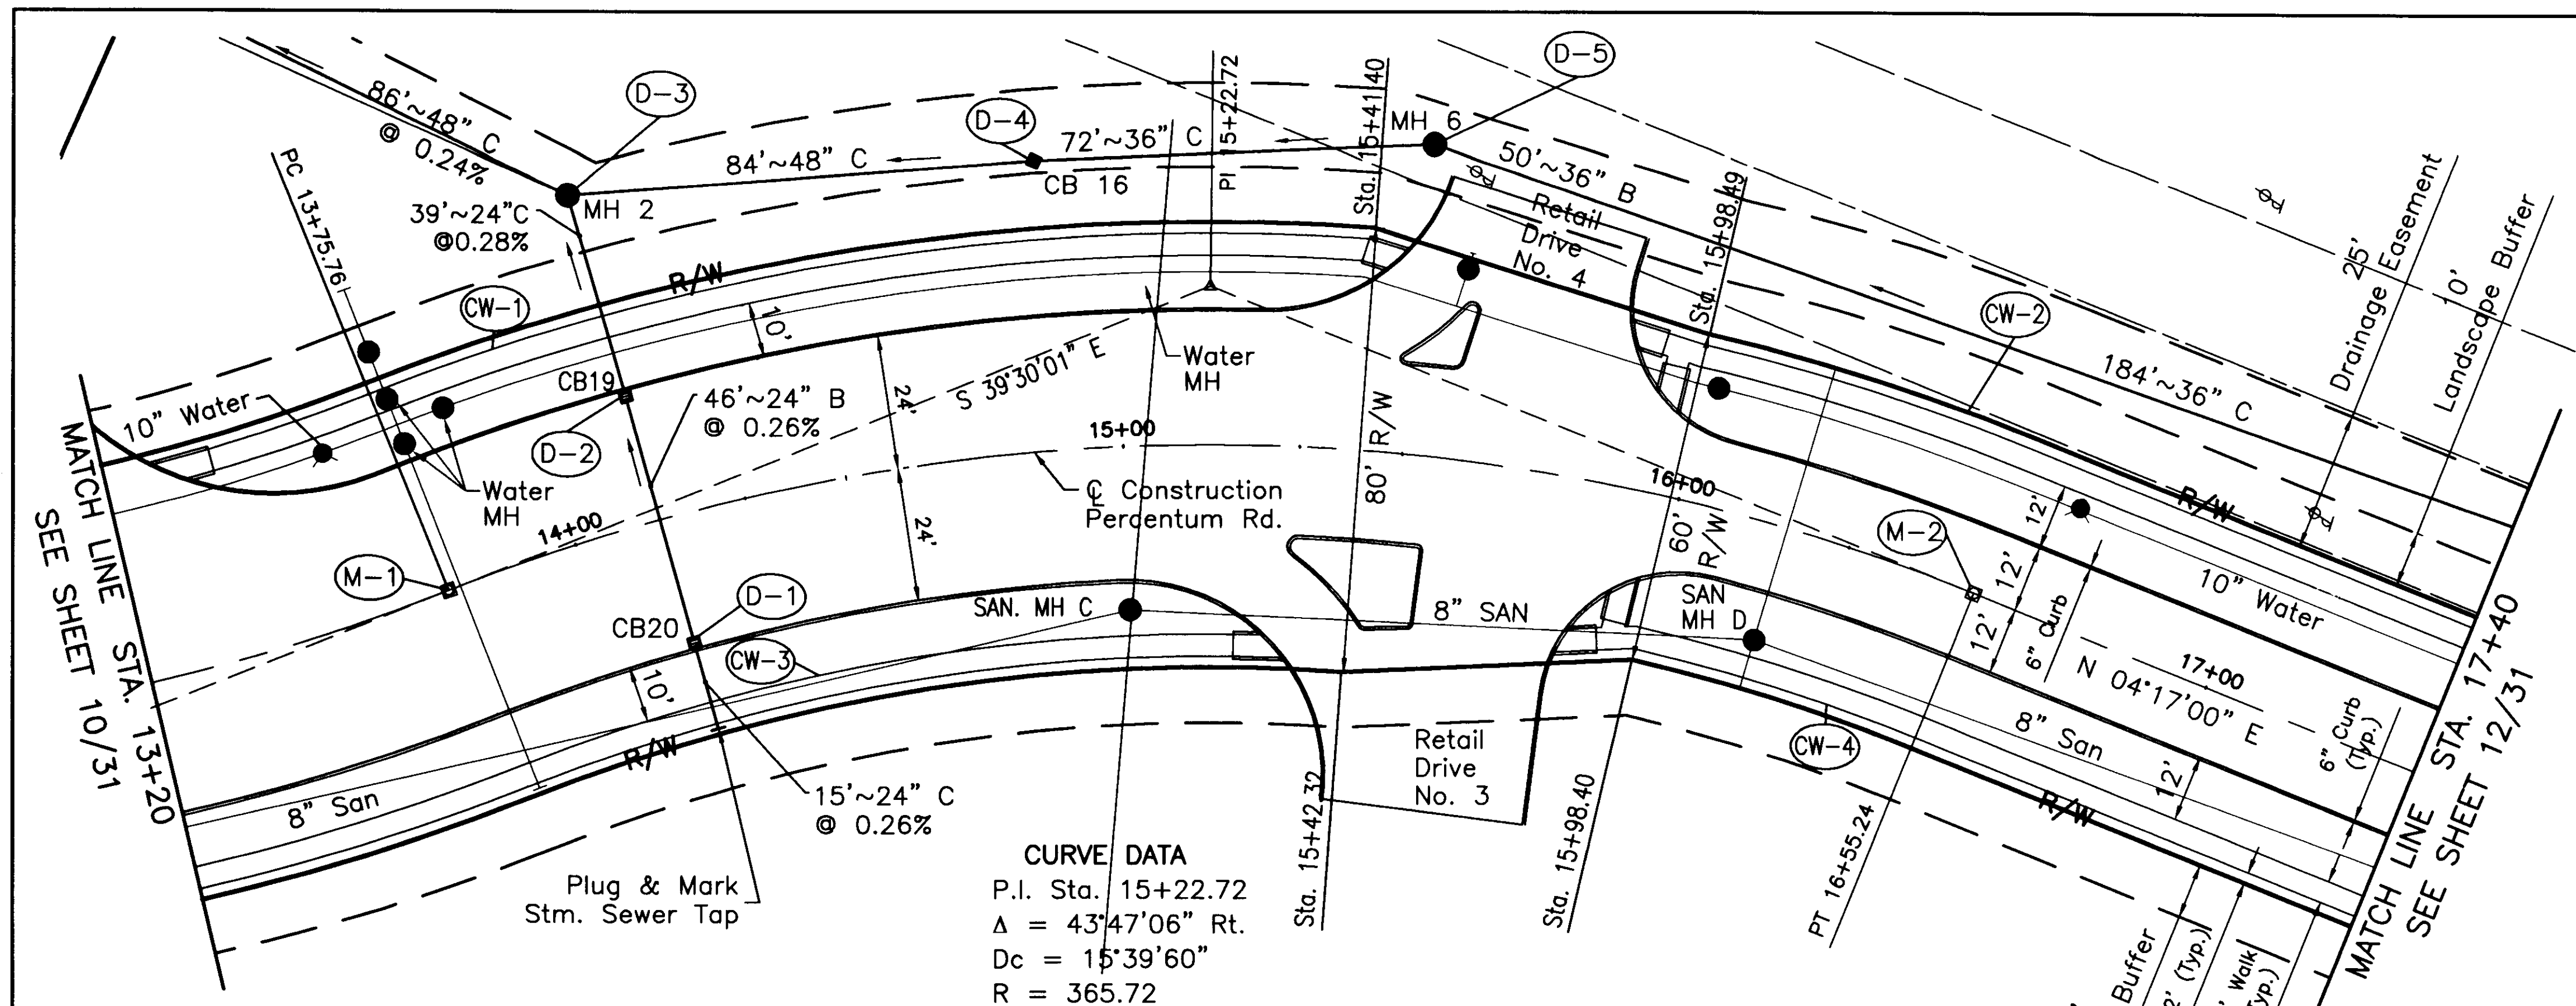 D-5
D-3
D-4
86'~48" C
@ 0.24%
72'~36" C
MH 6
PI 15+22.72
Sta. 15+41.40
84'~48" C
CB 16
50'~36" B
PC 13+75.76
MH 2
39'~24"C
@0.28%
Retail
Drive
No. 4
Sta. 15+98.49
25'
Drainage Easement
10'
Landscape Buffer
R/W
CW-1
CW-2
10'
Water
MH
S 39°30'01" E
184'~36" C
CB19
10" Water
46'~24" B
@ 0.26%
24'
15+00
80' R/W
D-2
Water
MH
℄ Construction
Perdentum Rd.
16+00
60'
R/W
R/W
12'
MATCH LINE STA. 13+20
SEE SHEET 10/31
14+00
24'
M-1
M-2
12'
10" Water
D-1
SAN. MH C
8" SAN
SAN
MH D
12'
6" Curb
CB20
CW-3
17+00
N 04°17'00" E
10'
R/W
8" San
Retail
Drive
No. 3
CW-4
8" San
6" Curb
(Typ.)
12'
15'~24" C
@ 0.26%
Sta. 15+42.32
Sta. 15+98.40
PT 16+55.24
R/W
MATCH LINE STA. 17+40
SEE SHEET 12/31
Plug & Mark
Stm. Sewer Tap
CURVE DATA
P.I. Sta. 15+22.72
Δ = 43°47'06" Rt.
Dc = 15°39'60"
R = 365.72
Buffer
2' (Typ.)
' Walk
Typ.)